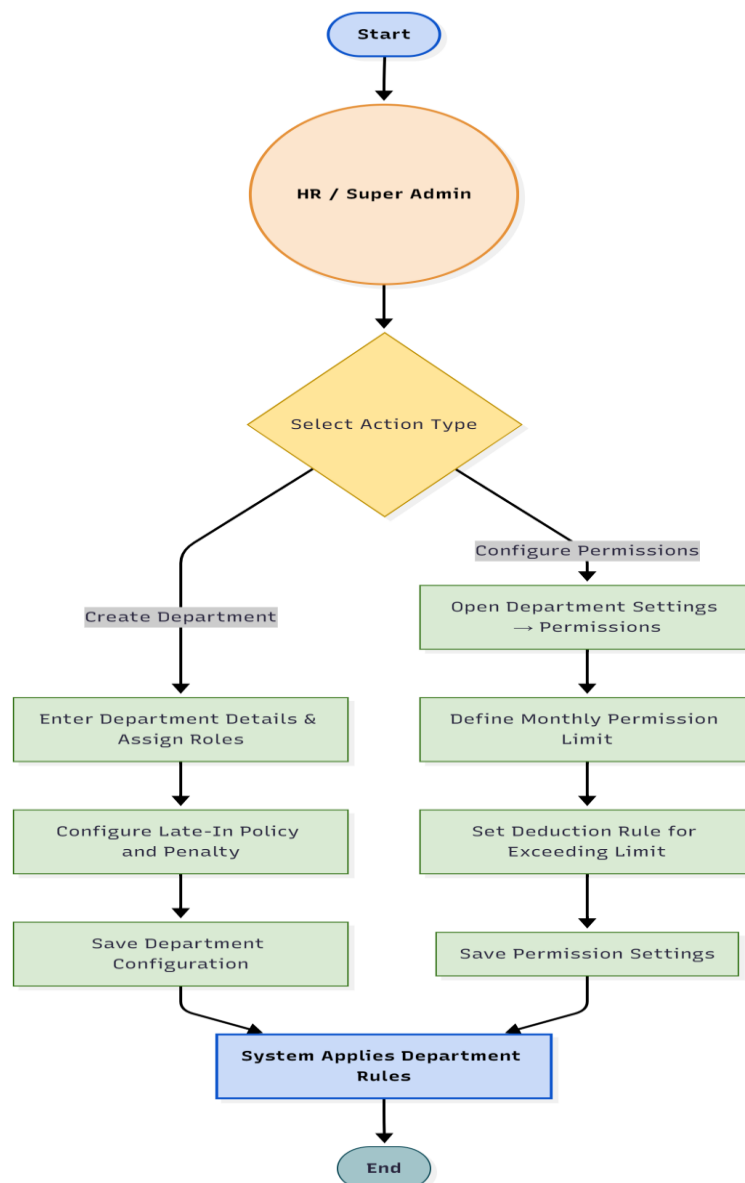 Start
HR / Super Admin
Select Action Type
Configure Permissions
Create Department
Open Department Settings
→ Permissions
Enter Department Details &
Assign Roles
Define Monthly Permission
Limit
Configure Late-In Policy
and Penalty
Set Deduction Rule for
Exceeding Limit
Save Department
Configuration
Save Permission Settings
System Applies Department
Rules
End